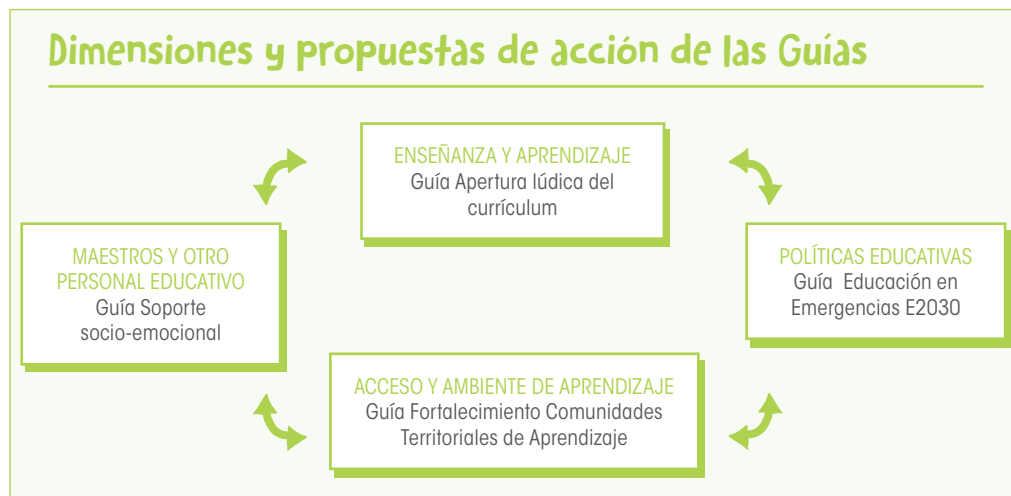 Dimensiones y propuestas de acción de las Guías
ENSEÑANZA Y APRENDIZAJE
Guía Apertura lúdica del
currículum
MAESTROS Y OTRO
PERSONAL EDUCATIVO
Guía Soporte
socio-emocional
POLÍTICAS EDUCATIVAS
Guía Educación en
Emergencias E2030
ACCESO Y AMBIENTE DE APRENDIZAJE
Guía Fortalecimiento Comunidades
Territoriales de Aprendizaje